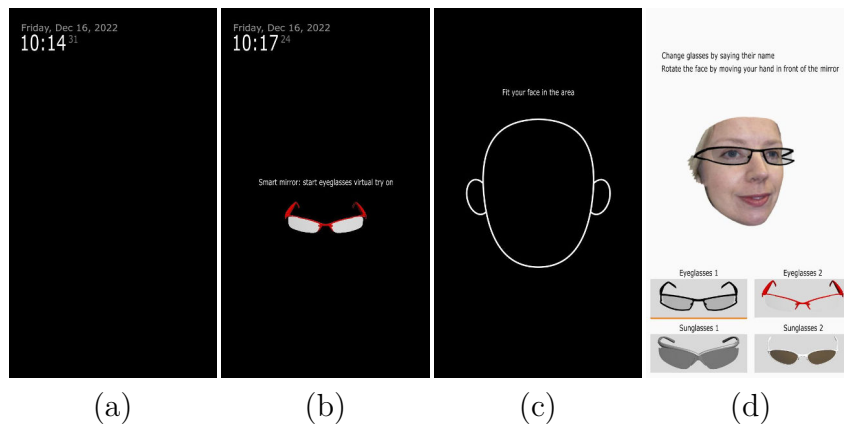 Friday, Dec 16, 2022
10:14 31
Friday, Dec 16, 2022
10:17 24
Smart mirror: start eyeglasses virtual try on
Fit your face in the area
Change glasses by saying their name
Rotate the face by moving your hand in front of the mirror
Eyeglasses 1
Eyeglasses 2
Sunglasses 1
Sunglasses 2
(a)
(b)
(c)
(d)